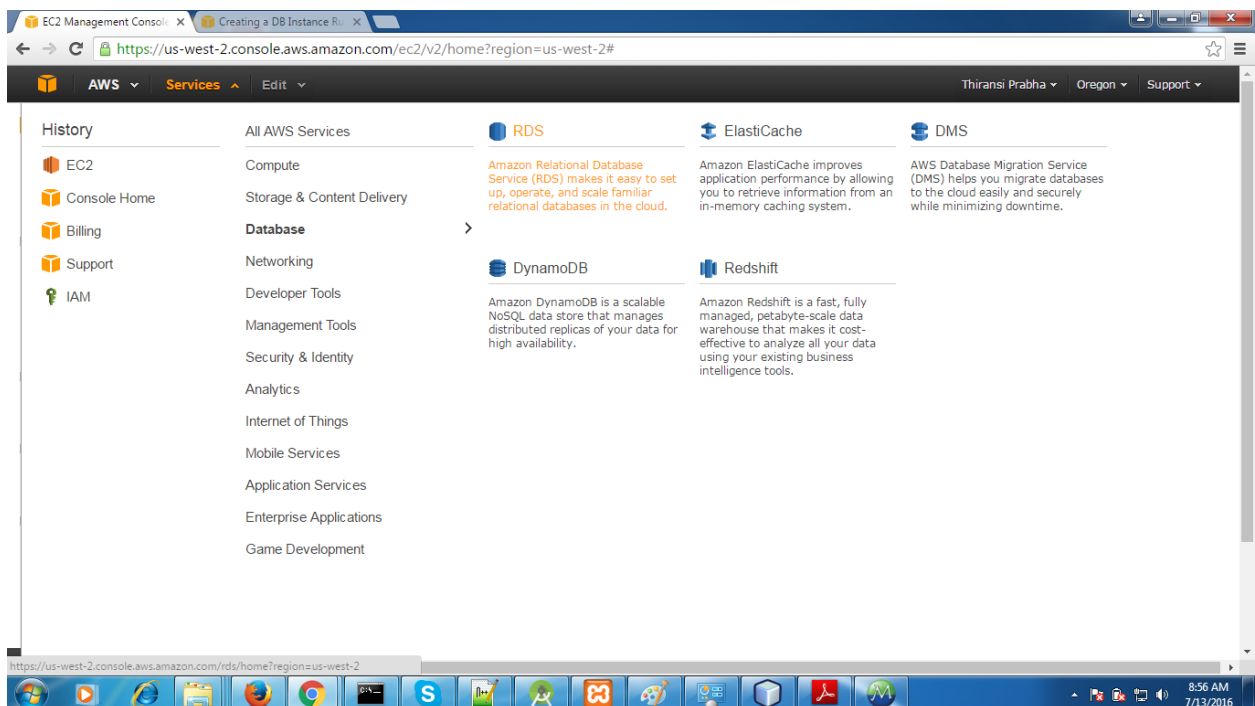 EC2 Management Console
Creating a DB Instance Ru
https://us-west-2.console.aws.amazon.com/ec2/v2/home?region=us-west-2#
AWS Services Edit Thiransi Prabha Oregon Support
History
EC2
Console Home
Billing
Support
IAM
All AWS Services
Compute
Storage & Content Delivery
Database
Networking
Developer Tools
Management Tools
Security & Identity
Analytics
Internet of Things
Mobile Services
Application Services
Enterprise Applications
Game Development
RDS
Amazon Relational Database
Service (RDS) makes it easy to set
up, operate, and scale familiar
relational databases in the cloud.
ElastiCache
Amazon ElastiCache improves
application performance by allowing
you to retrieve information from an
in-memory caching system.
DMS
AWS Database Migration Service
(DMS) helps you migrate databases
to the cloud easily and securely
while minimizing downtime.
DynamoDB
Amazon DynamoDB is a scalable
NoSQL data store that manages
distributed replicas of your data for
high availability.
Redshift
Amazon Redshift is a fast, fully
managed, petabyte-scale data
warehouse that makes it cost-
effective to analyze all your data
using your existing business
intelligence tools.
https://us-west-2.console.aws.amazon.com/rds/home?region=us-west-2
8:56 AM
7/13/2016